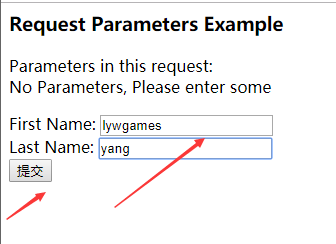 Request Parameters Example
Parameters in this request:
No Parameters, Please enter some
First Name: lywgames
Last Name: yang
提交